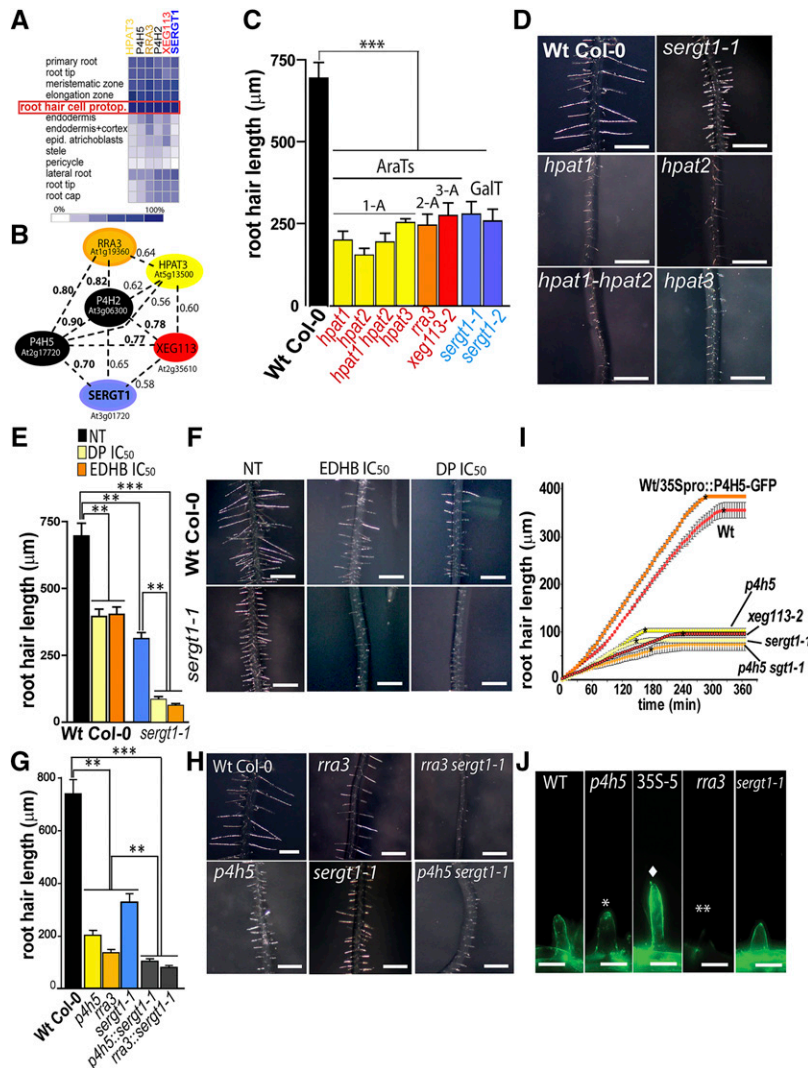 A
HPAT3
P4H5
RRA3
P4H2
XEG113
SERGT1
primary root
root tip
meristematic zone
elongation zone
root hair cell protop.
endodermis
endodermis+cortex
epid. atrichoblasts
stele
pericycle
lateral root
root tip
root cap
0%
100%
B
RRA3
At1g19360
0.64
HPAT3
At5g13500
0.80
0.82
0.62
0.56
0.60
P4H2
At3g06300
0.90
0.78
0.77
P4H5
At2g17720
XEG113
At2g35610
0.70
0.65
0.58
SERGT1
At3g01720
C
***
root hair length (μm)
750
500
250
0
AraTs
1-A
2-A
3-A
GalT
Wt Col-0
hpat1
hpat2
hpat1
hpat2
hpat3
rra3
xeg113-2
sergt1-1
sergt1-2
D
Wt Col-0
sergt1-1
hpat1
hpat2
hpat1-hpat2
hpat3
E
NT
DP IC50
EDHB IC50
***
**
**
**
root hair length (μm)
750
500
250
0
Wt Col-0
sergt1-1
F
NT
EDHB IC50
DP IC50
Wt Col-0
sergt1-1
G
***
**
**
root hair length (μm)
800
600
400
200
0
Wt Col-0
p4h5
rra3
sergt1-1
p4h5::sergt1-1
rra3::sergt1-1
H
Wt Col-0
rra3
rra3 sergt1-1
p4h5
sergt1-1
p4h5 sergt1-1
I
Wt/35Spro::P4H5-GFP
Wt
p4h5
xeg113-2
sergt1-1
p4h5 sgt1-1
root hair length (μm)
400
300
200
100
0
0
60
120
180
240
300
360
time (min)
J
WT
p4h5
35S-5
rra3
sergt1-1
*
**